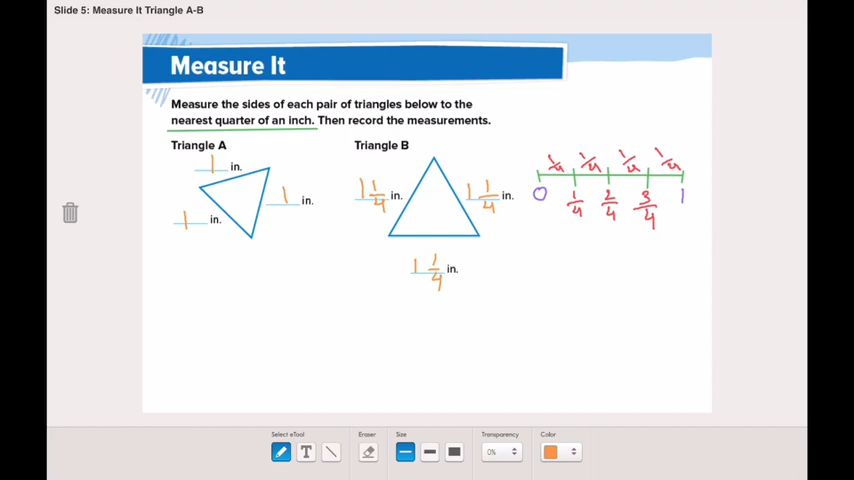 Slide 5: Measure It Triangle A-B
Measure It
Measure the sides of each pair of triangles below to the
nearest quarter of an inch. Then record the measurements.
Triangle A
1 in.
1 in.
1 in.
Triangle B
1 1/4 in.
1 1/4 in.
1 1/4 in.
1/4 1/4 1/4 1/4
0 1/4 2/4 3/4 1
Select eTool
T
Eraser
Size
Transparency
0%
Color